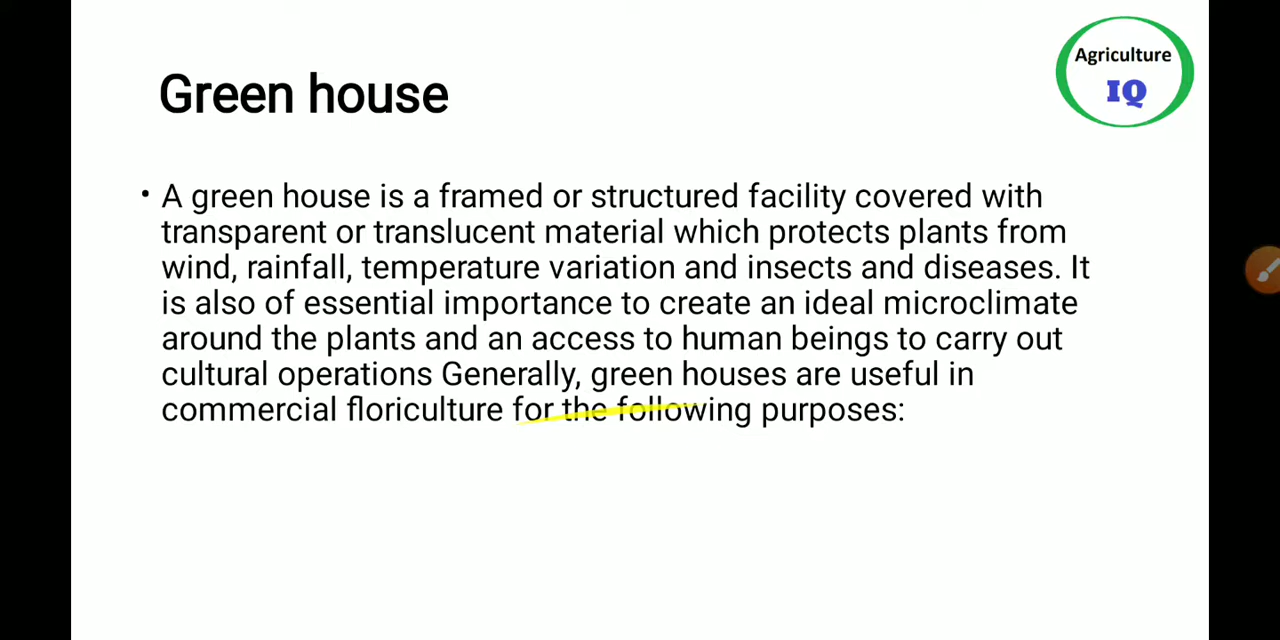 Agriculture
IQ
Green house
• A green house is a framed or structured facility covered with
transparent or translucent material which protects plants from
wind, rainfall, temperature variation and insects and diseases. It
is also of essential importance to create an ideal microclimate
around the plants and an access to human beings to carry out
cultural operations Generally, green houses are useful in
commercial floriculture for the following purposes: